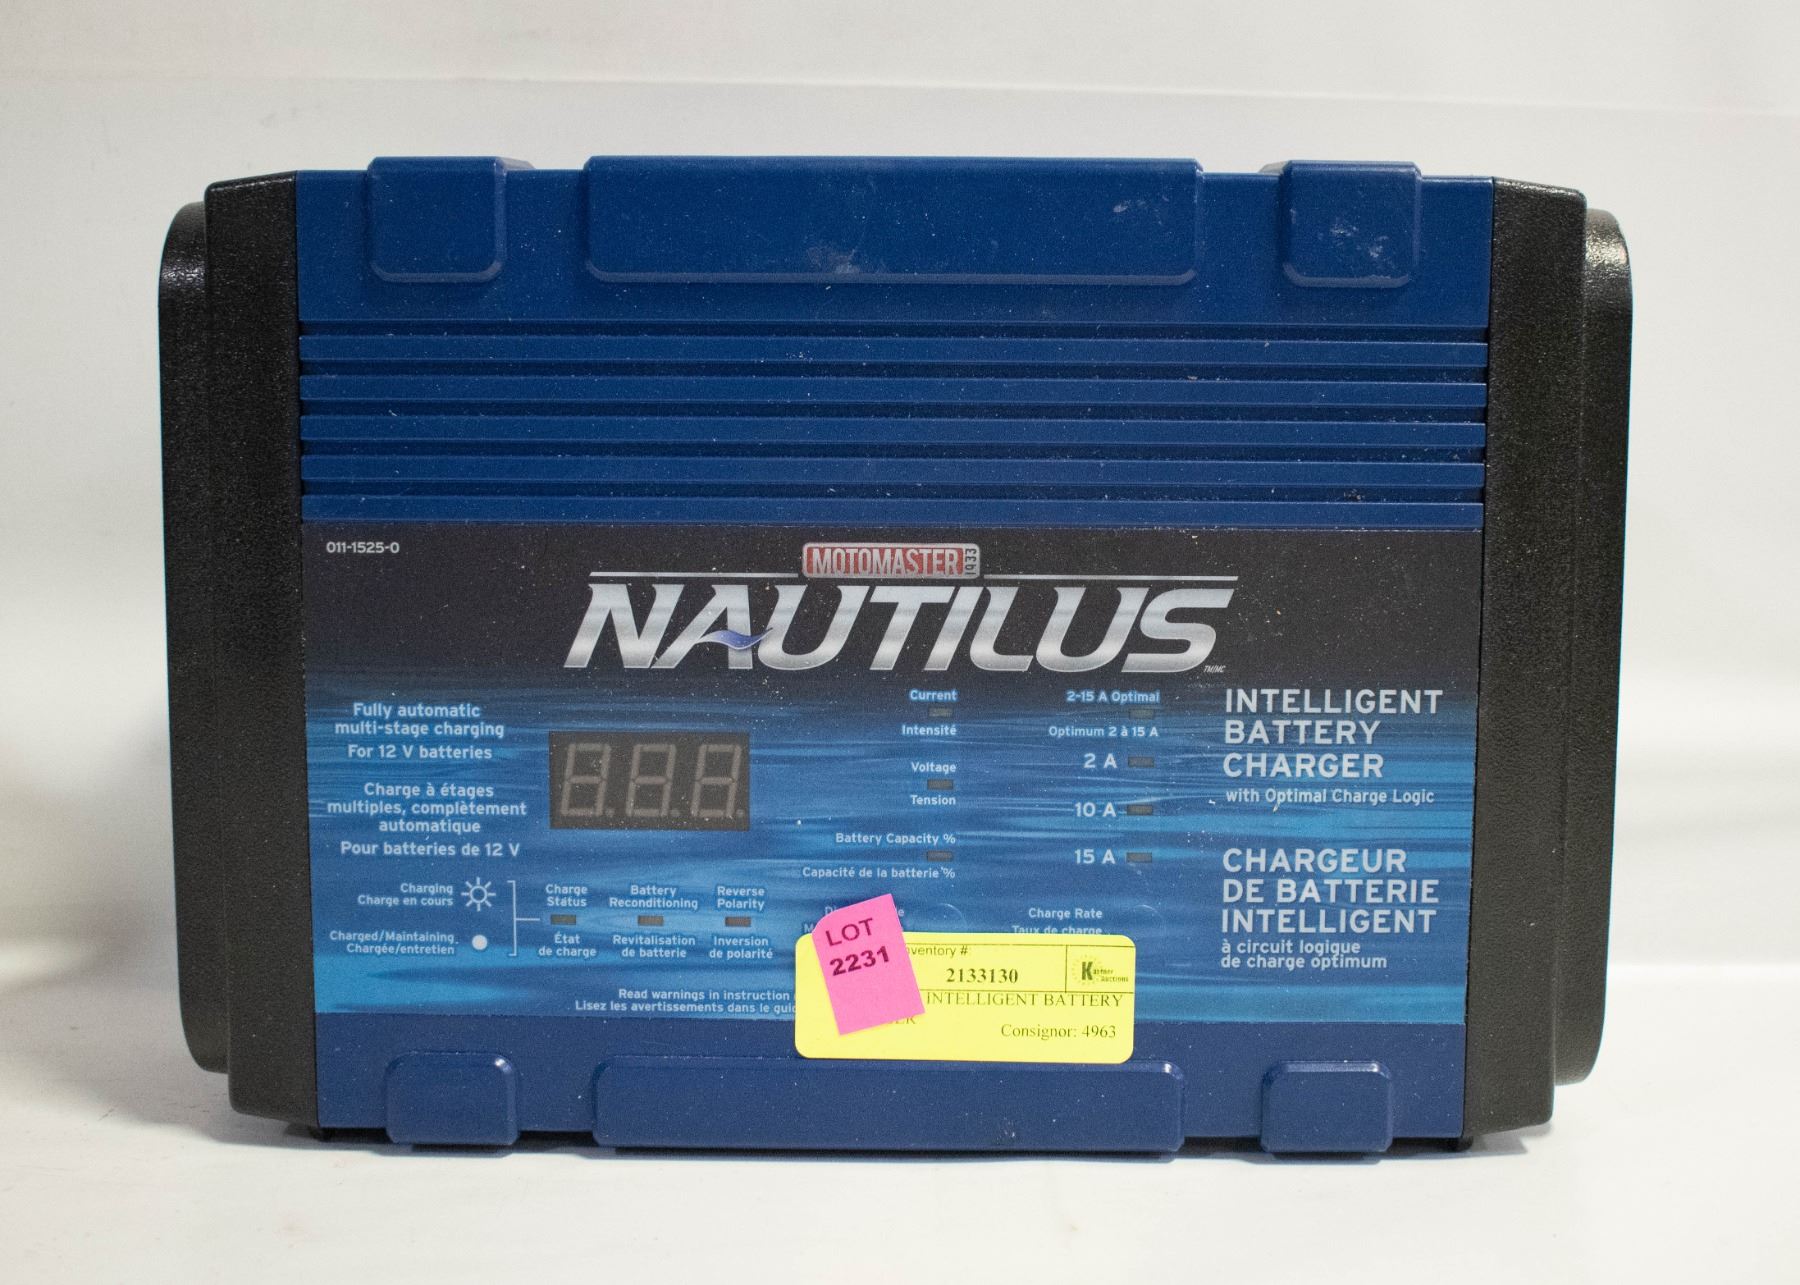 011-1525-0
MOTOMASTER 1933
NAUTILUS
TM/MC
Fully automatic
multi-stage charging
For 12 V batteries
Charge à étages
multiples, complètement
automatique
Pour batteries de 12 V
Charging
Charge en cours
Charged/Maintaining
Chargée/entretien
Charge
Status
État
de charge
Battery
Reconditioning
Revitalisation
de batterie
Reverse
Polarity
Inversion
de polarité
Current
Intensité
Voltage
Tension
Battery Capacity %
Capacité de la batterie %
2-15 A Optimal
Optimum 2 à 15 A
2 A
10 A
15 A
Charge Rate
Taux de charge
INTELLIGENT
BATTERY
CHARGER
with Optimal Charge Logic
CHARGEUR
DE BATTERIE
INTELLIGENT
à circuit logique
de charge optimum
Read warnings in instruction
Lisez les avertissements dans le
LOT
2231
#:
2133130
Kastner
Auctions
INTELLIGENT BATTERY
Consignor: 4963